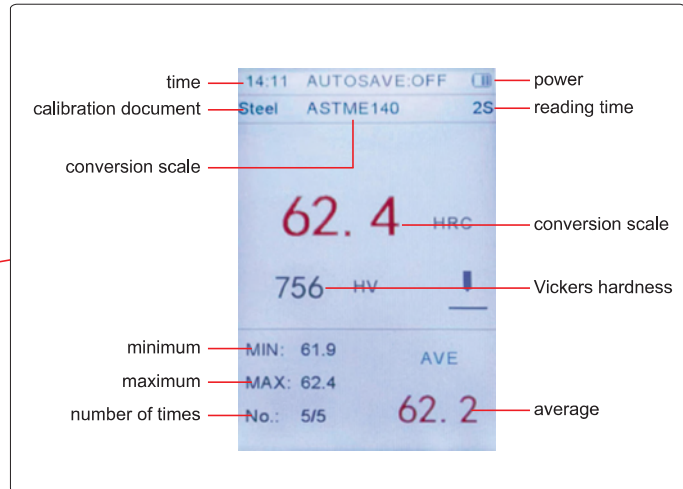 time 14:11 AUTOSAVE:OFF power
calibration document Steel ASTME140 2S reading time
conversion scale
62.4 HRC conversion scale
756 HV Vickers hardness
minimum MIN: 61.9 AVE
maximum MAX: 62.4
number of times No.: 5/5 62.2 average